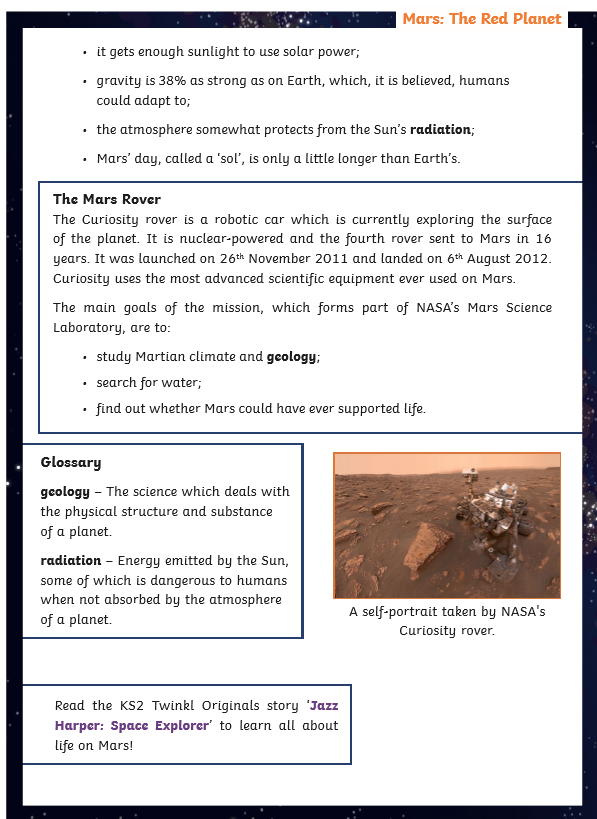 Mars: The Red Planet
• it gets enough sunlight to use solar power;
• gravity is 38% as strong as on Earth, which, it is believed, humans
could adapt to;
• the atmosphere somewhat protects from the Sun's radiation;
• Mars' day, called a 'sol', is only a little longer than Earth's.
The Mars Rover
The Curiosity rover is a robotic car which is currently exploring the surface
of the planet. It is nuclear-powered and the fourth rover sent to Mars in 16
years. It was launched on 26th November 2011 and landed on 6th August 2012.
Curiosity uses the most advanced scientific equipment ever used on Mars.
The main goals of the mission, which forms part of NASA's Mars Science
Laboratory, are to:
• study Martian climate and geology;
• search for water;
• find out whether Mars could have ever supported life.
Glossary
geology – The science which deals with
the physical structure and substance
of a planet.
radiation – Energy emitted by the Sun,
some of which is dangerous to humans
when not absorbed by the atmosphere
of a planet.
A self-portrait taken by NASA's
Curiosity rover.
Read the KS2 Twinkl Originals story 'Jazz
Harper: Space Explorer' to learn all about
life on Mars!